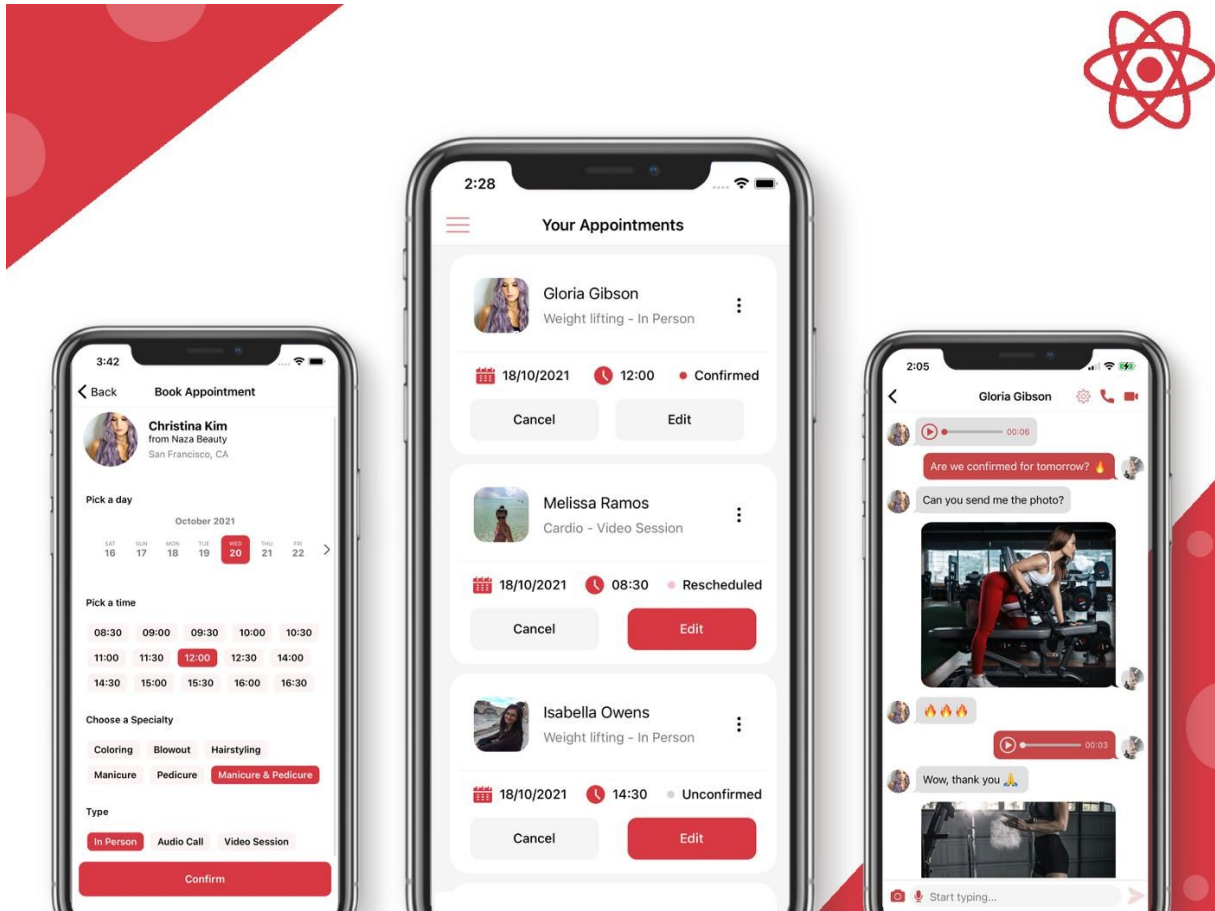 3:42
Back Book Appointment
Christina Kim
from Naza Beauty
San Francisco, CA
Pick a day
October 2021
SAT SUN MON TUE WED THU FRI
16 17 18 19 20 21 22
Pick a time
08:30 09:00 09:30 10:00 10:30
11:00 11:30 12:00 12:30 14:00
14:30 15:00 15:30 16:00 16:30
Choose a Specialty
Coloring Blowout Hairstyling
Manicure Pedicure Manicure & Pedicure
Type
In Person Audio Call Video Session
Confirm
2:28
Your Appointments
Gloria Gibson
Weight lifting - In Person
18/10/2021 12:00 Confirmed
Cancel Edit
Melissa Ramos
Cardio - Video Session
18/10/2021 08:30 Rescheduled
Cancel Edit
Isabella Owens
Weight lifting - In Person
18/10/2021 14:30 Unconfirmed
Cancel Edit
2:05
Gloria Gibson
00:06
Are we confirmed for tomorrow? 🔥
Can you send me the photo?
🔥🔥🔥
00:03
Wow, thank you 🙏
Start typing...